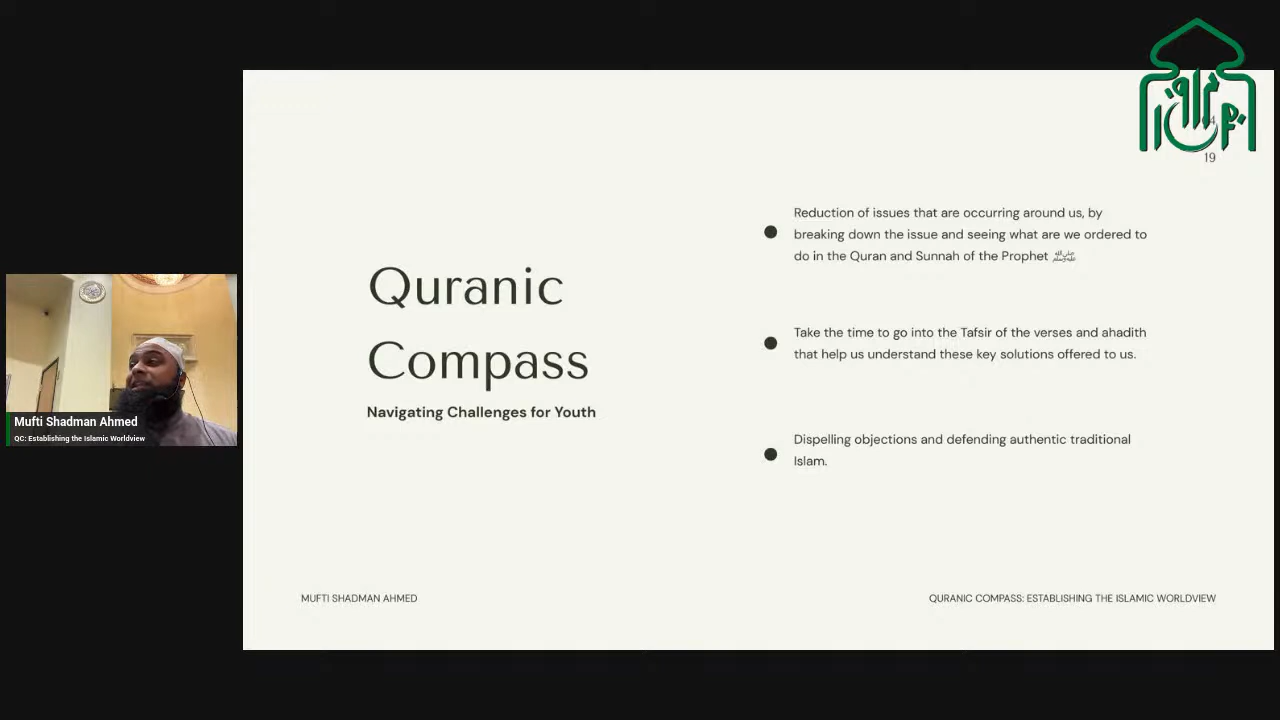 19
Quranic
Compass
Navigating Challenges for Youth
Reduction of issues that are occurring around us, by
breaking down the issue and seeing what are we ordered to
do in the Quran and Sunnah of the Prophet ﷺ
Take the time to go into the Tafsir of the verses and ahadith
that help us understand these key solutions offered to us.
Dispelling objections and defending authentic traditional
Islam.
Mufti Shadman Ahmed
QC: Establishing the Islamic Worldview
MUFTI SHADMAN AHMED
QURANIC COMPASS: ESTABLISHING THE ISLAMIC WORLDVIEW